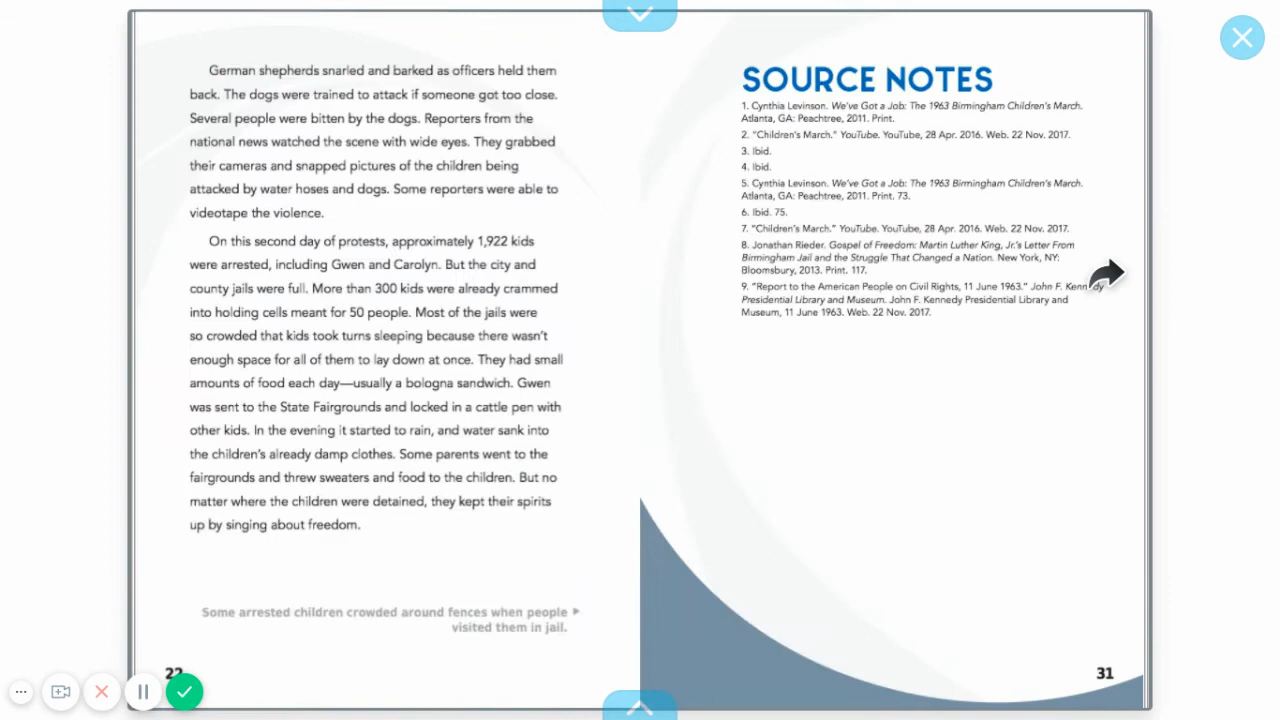 German shepherds snarled and barked as officers held them
back. The dogs were trained to attack if someone got too close.
Several people were bitten by the dogs. Reporters from the
national news watched the scene with wide eyes. They grabbed
their cameras and snapped pictures of the children being
attacked by water hoses and dogs. Some reporters were able to
videotape the violence.
On this second day of protests, approximately 1,922 kids
were arrested, including Gwen and Carolyn. But the city and
county jails were full. More than 300 kids were already crammed
into holding cells meant for 50 people. Most of the jails were
so crowded that kids took turns sleeping because there wasn't
enough space for all of them to lay down at once. They had small
amounts of food each day—usually a bologna sandwich. Gwen
was sent to the State Fairgrounds and locked in a cattle pen with
other kids. In the evening it started to rain, and water sank into
the children's already damp clothes. Some parents went to the
fairgrounds and threw sweaters and food to the children. But no
matter where the children were detained, they kept their spirits
up by singing about freedom.
Some arrested children crowded around fences when people
visited them in jail.
22
SOURCE NOTES
1. Cynthia Levinson. We've Got a Job: The 1963 Birmingham Children's March.
Atlanta, GA: Peachtree, 2011. Print.
2. "Children's March." YouTube. YouTube, 28 Apr. 2016. Web. 22 Nov. 2017.
3. Ibid.
4. Ibid.
5. Cynthia Levinson. We've Got a Job: The 1963 Birmingham Children's March.
Atlanta, GA: Peachtree, 2011. Print. 73.
6. Ibid. 75.
7. "Children's March." YouTube. YouTube, 28 Apr. 2016. Web. 22 Nov. 2017.
8. Jonathan Rieder. Gospel of Freedom: Martin Luther King, Jr.'s Letter From
Birmingham Jail and the Struggle That Changed a Nation. New York, NY:
Bloomsbury, 2013. Print. 117.
9. "Report to the American People on Civil Rights, 11 June 1963." John F. Kennedy
Presidential Library and Museum. John F. Kennedy Presidential Library and
Museum, 11 June 1963. Web. 22 Nov. 2017.
31